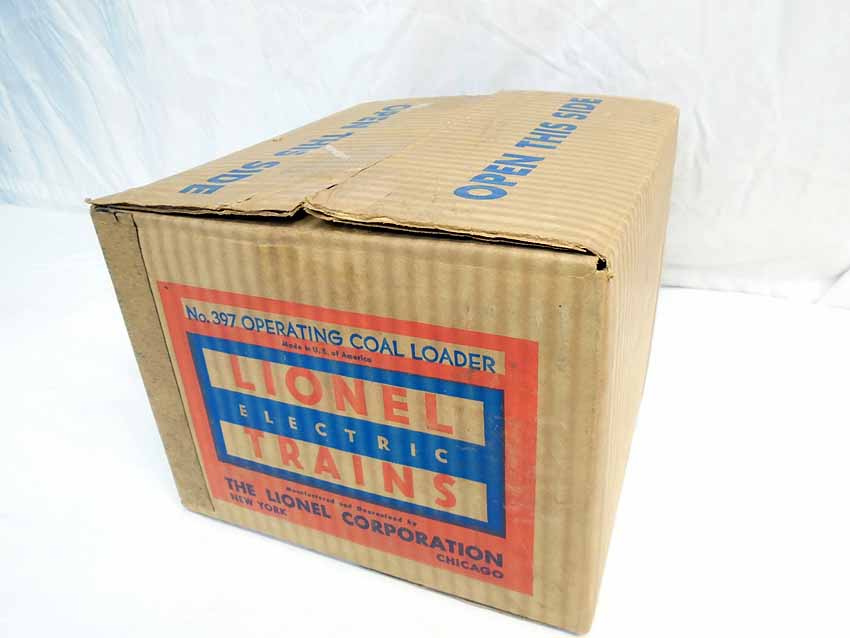 OPEN THIS SIDE
OPEN THIS SIDE
No. 397 OPERATING COAL LOADER
Made in U. S. of America
LIONEL
ELECTRIC
TRAINS
Manufactured and Guaranteed by
THE LIONEL CORPORATION
NEW YORK
CHICAGO